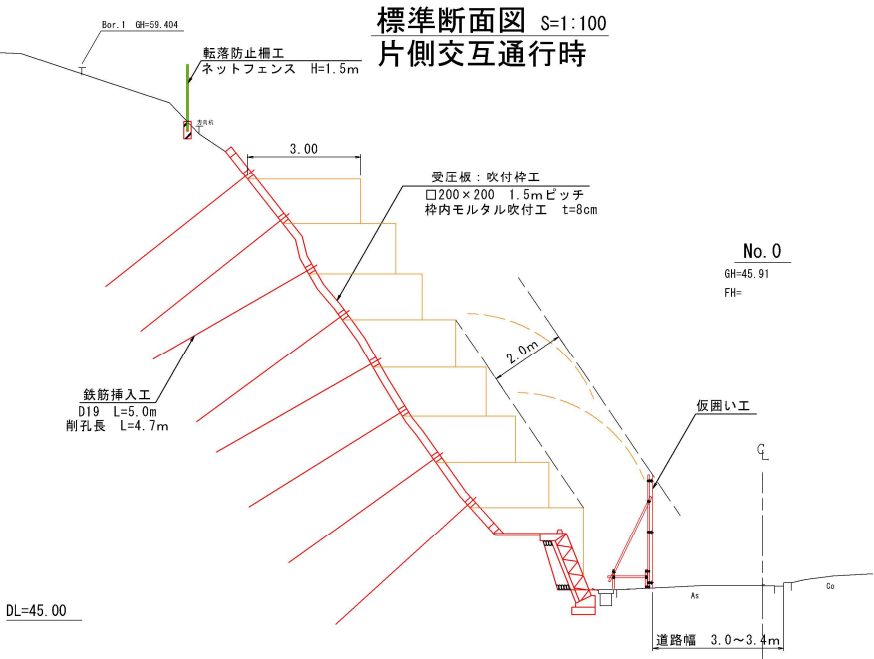 標準断面図 S=1:100
片側交互通行時
Bor.1 GH=59.404
転落防止柵工
ネットフェンス H=1.5m
3.00
受圧板：吹付枠工
□200×200 1.5mピッチ
枠内モルタル吹付工 t=8cm
No.0
GH=45.91
FH=
2.0m
鉄筋挿入工
D19 L=5.0m
削孔長 L=4.7m
仮囲い工
CL
As
Co
DL=45.00
道路幅 3.0～3.4m